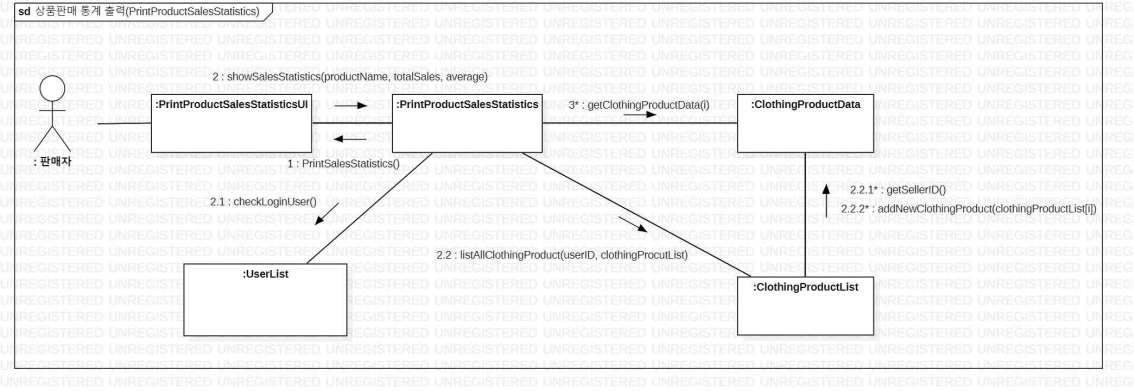 sd 상품판매 통계 출력(PrintProductSalesStatistics)
2 : showSalesStatistics(productName, totalSales, average)
:PrintProductSalesStatisticsUI
:PrintProductSalesStatistics
3* : getClothingProductData(i)
:ClothingProductData
: 판매자
1 : PrintSalesStatistics()
2.1 : checkLoginUser()
2.2.1* : getSellerID()
2.2.2* : addNewClothingProduct(clothingProductList[i])
2.2 : listAllClothingProduct(userID, clothingProcutList)
:UserList
:ClothingProductList
UNREGISTERED